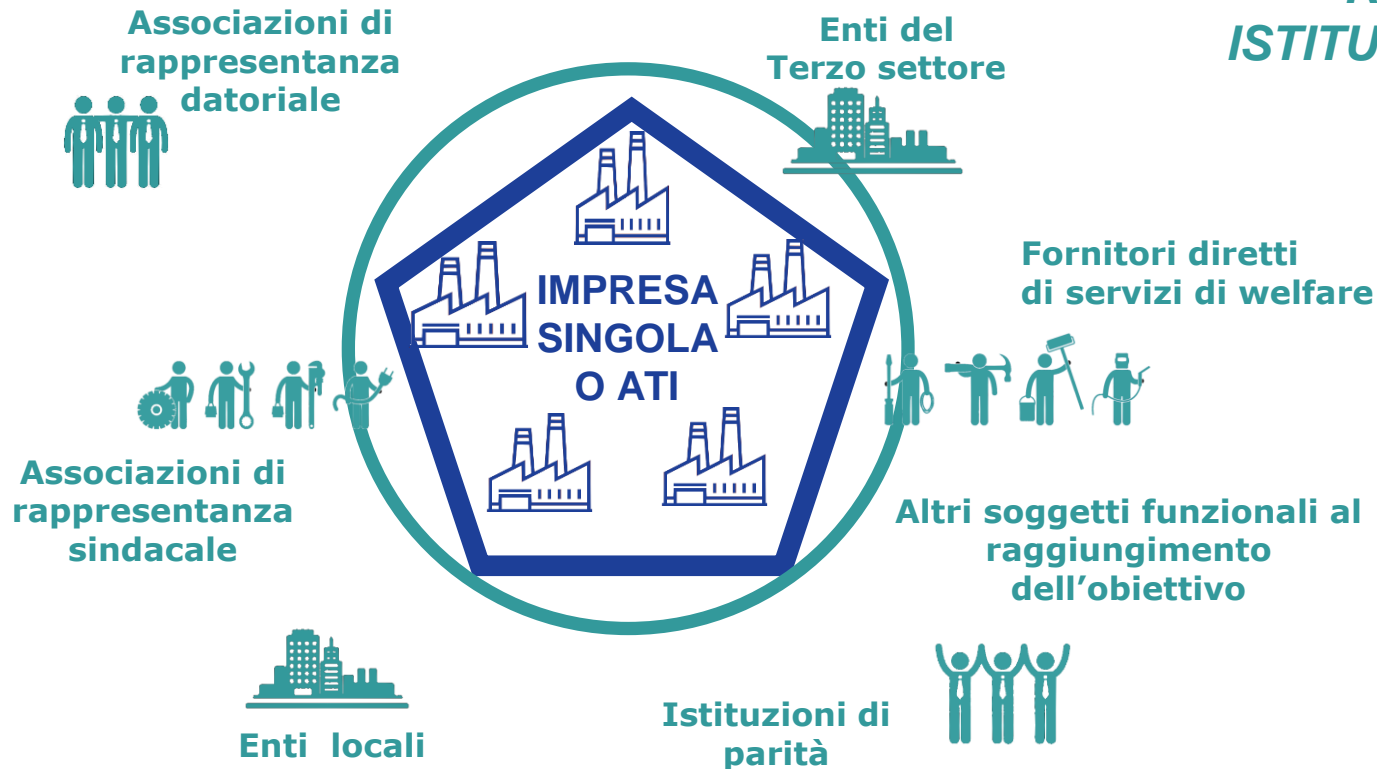 Associazioni di
rappresentanza
datoriale
Enti del
Terzo settore
ISTITU
Fornitori diretti
di servizi di welfare
IMPRESA
SINGOLA
O ATI
Associazioni di
rappresentanza
sindacale
Altri soggetti funzionali al
raggiungimento
dell’obiettivo
Enti locali
Istituzioni di
parità